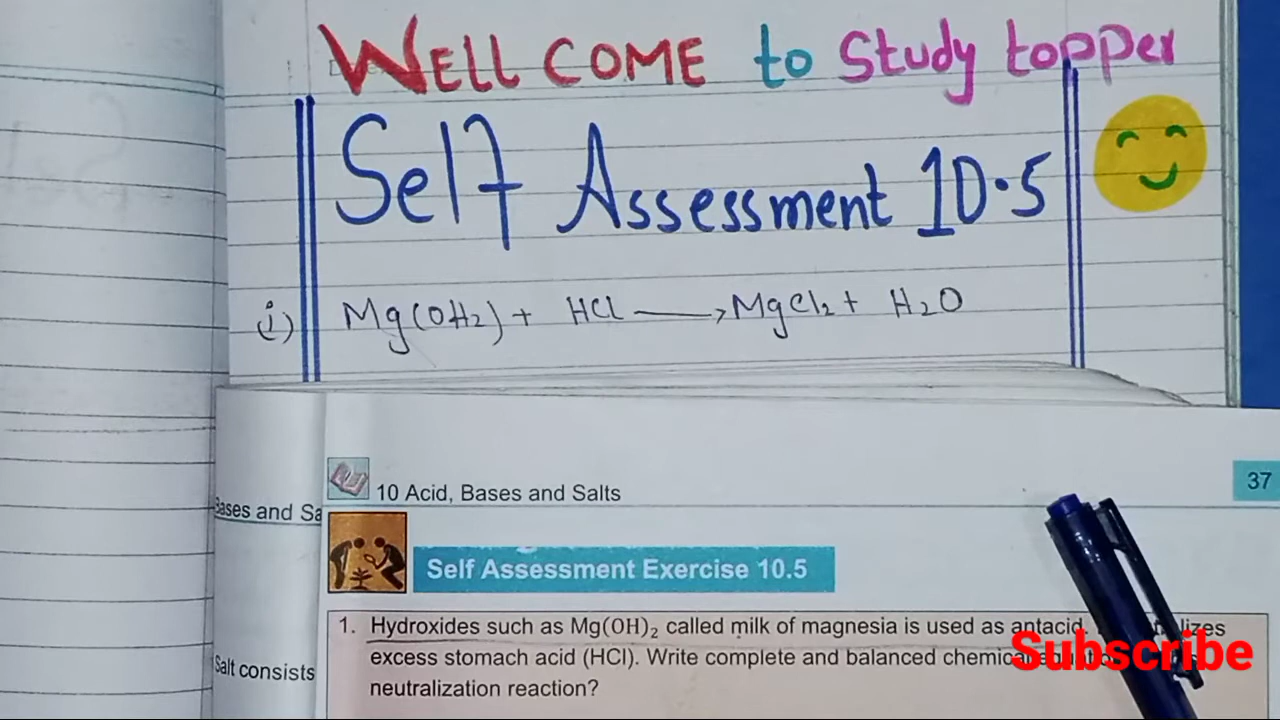 WELL COME to Study topper
Self Assessment 10.5
i) Mg(OH2) + HCl ⟶ MgCl2 + H2O
10 Acid, Bases and Salts
37
Bases and Sa
Self Assessment Exercise 10.5
1. Hydroxides such as Mg(OH)₂ called milk of magnesia is used as antacid.
excess stomach acid (HCl). Write complete and balanced
Subscribe
Salt consists
neutralization reaction?